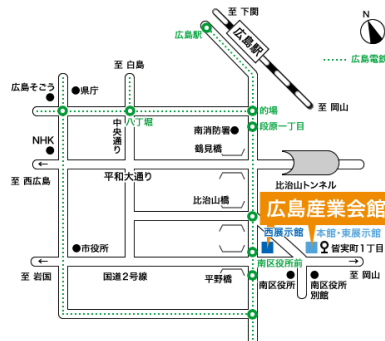 至 下関
N
広島駅
広島駅
広島電鉄
至 白島
広島そごう
県庁
至 岡山
八丁堀
的場
中央通り
南消防署
段原一丁目
NHK
鶴見橋
至 西広島
平和大通り
比治山トンネル
比治山橋
広島産業会館
西展示館
本館・東展示館
市役所
皆実町1丁目
南区役所前
至 岩国
国道2号線
平野橋
南区役所
南区役所
別館
至 岡山